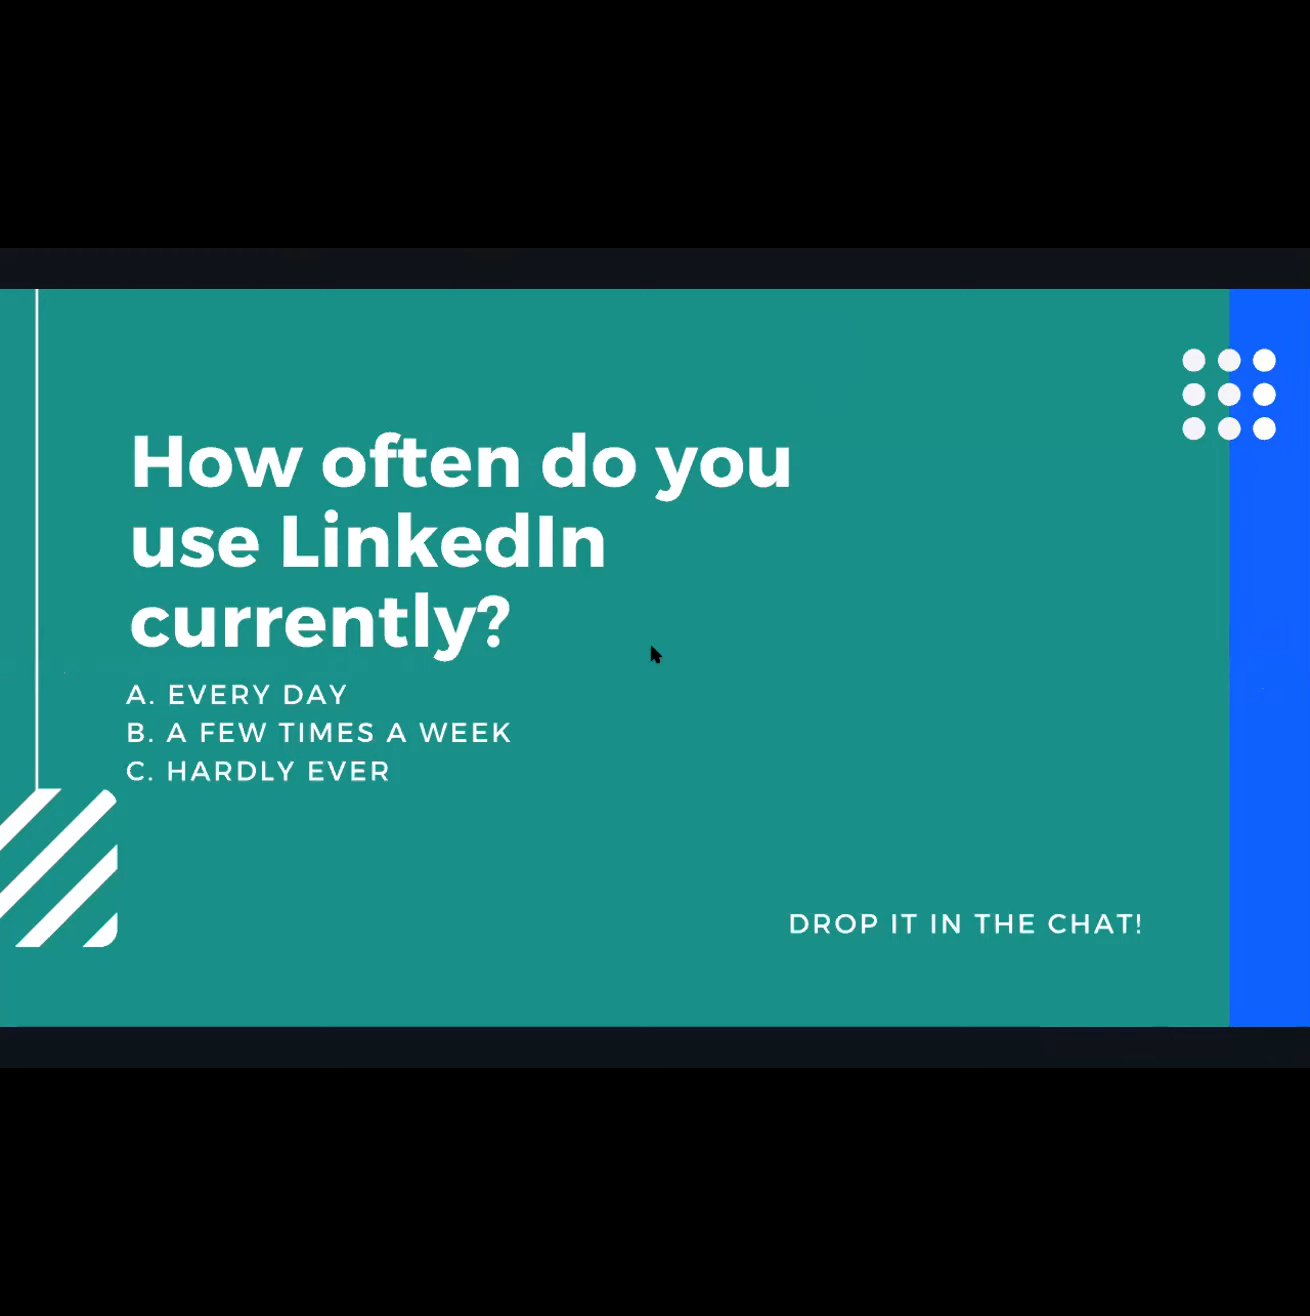 How often do you
use LinkedIn
currently?
A. EVERY DAY
B. A FEW TIMES A WEEK
C. HARDLY EVER
DROP IT IN THE CHAT!